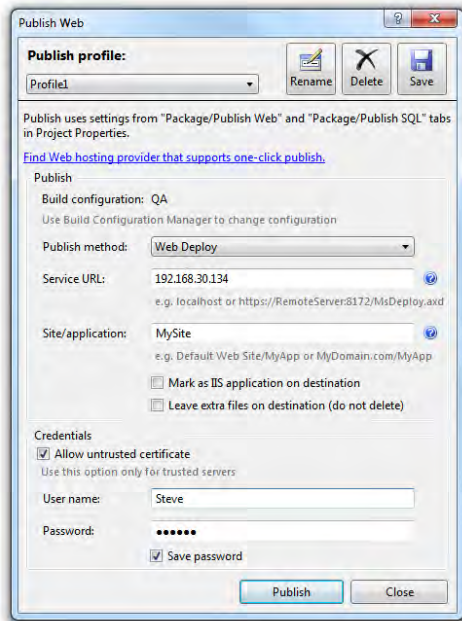 Publish Web
Publish profile:
Profile1
Rename
Delete
Save
Publish uses settings from "Package/Publish Web" and "Package/Publish SQL" tabs
in Project Properties.
Find Web hosting provider that supports one-click publish.
Publish
Build configuration: QA
Use Build Configuration Manager to change configuration
Publish method: Web Deploy
Service URL: 192.168.30.134
e.g. localhost or https://RemoteServer:8172/MsDeploy.axd
Site/application: MySite
e.g. Default Web Site/MyApp or MyDomain.com/MyApp
Mark as IIS application on destination
Leave extra files on destination (do not delete)
Credentials
Allow untrusted certificate
Use this option only for trusted servers
User name: Steve
Password: ••••••
Save password
Publish
Close